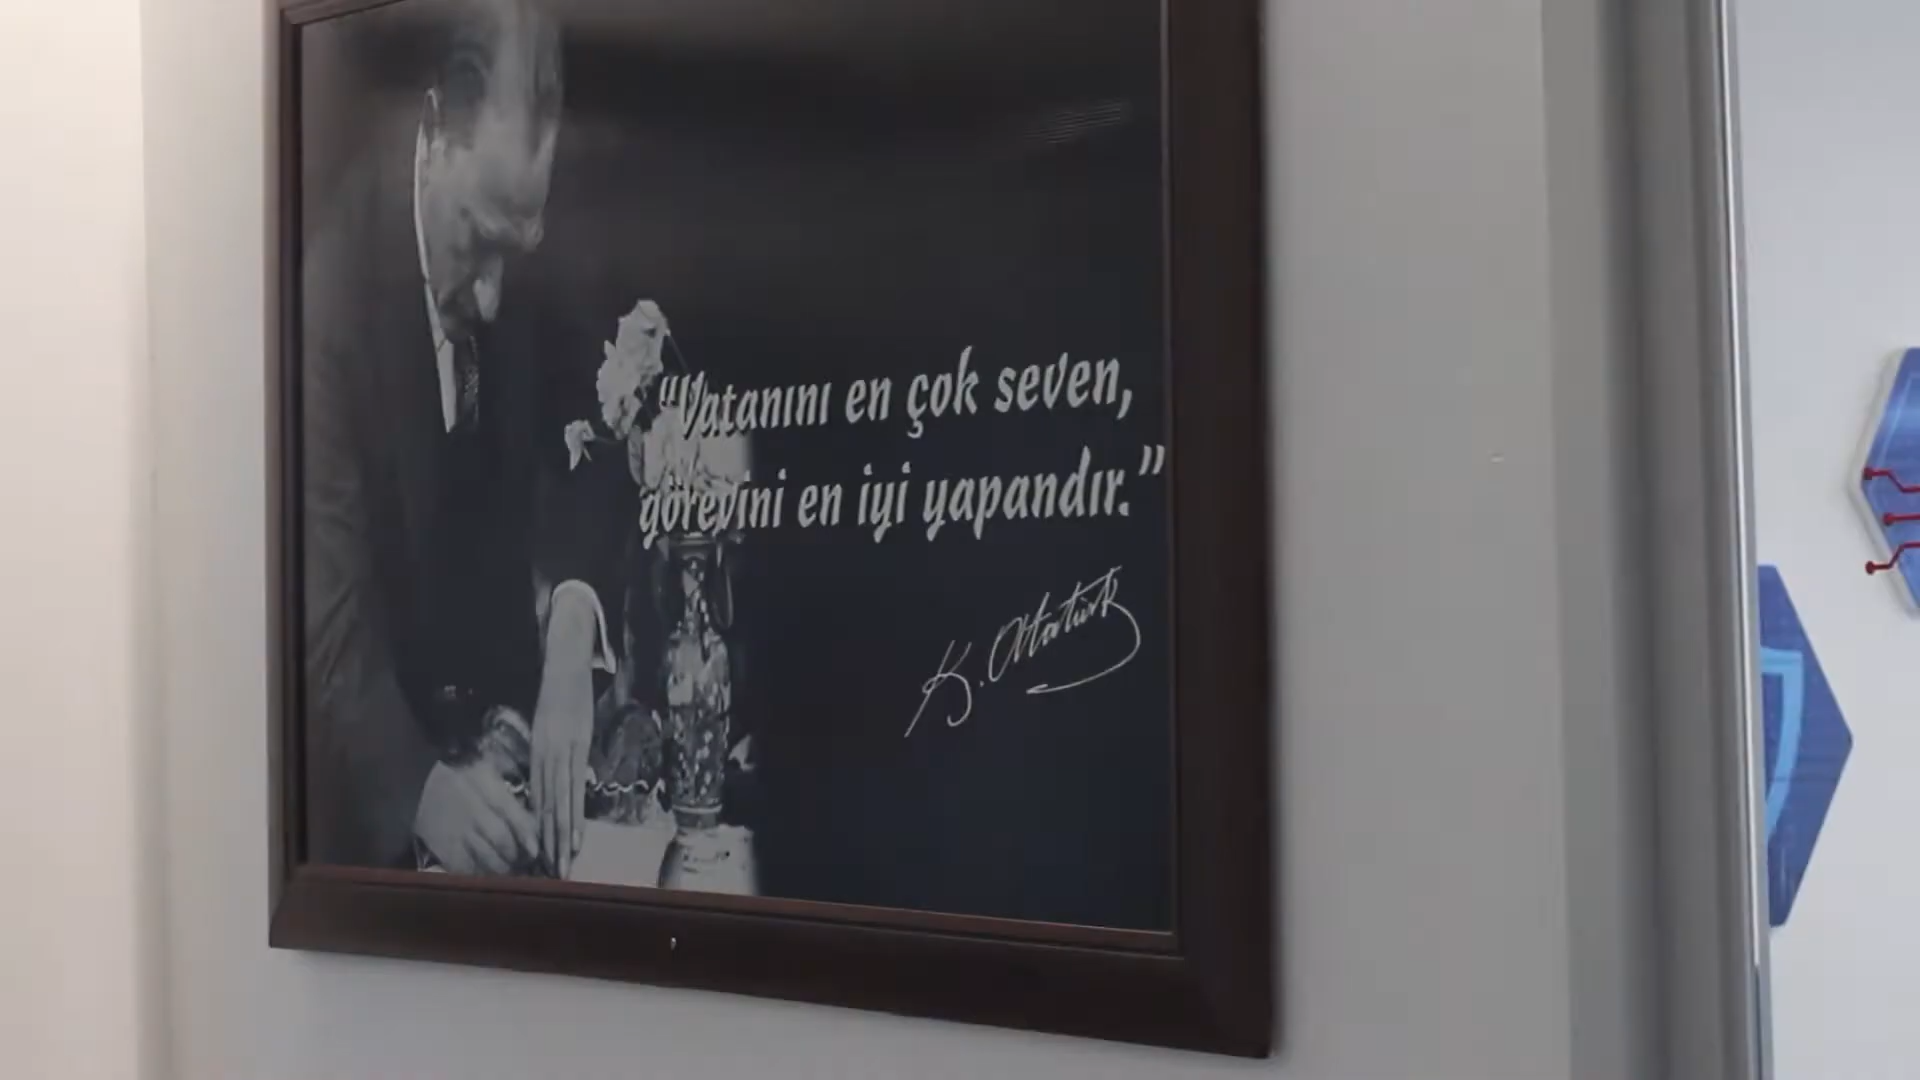 “Vatanını en çok seven,
görevini en iyi yapandır.”
K. Atatürk